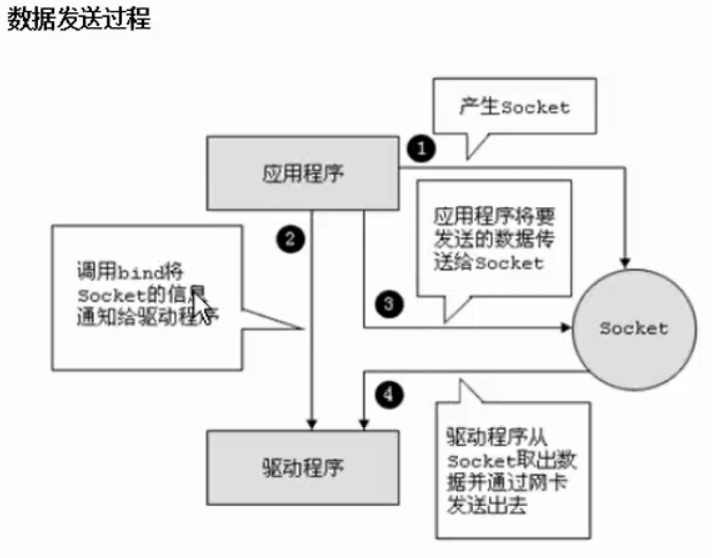 数据发送过程
产生Socket
1
应用程序
2
应用程序将要
发送的数据传
送给Socket
调用bind将
Socket的信息
通知给驱动程序
3
Socket
4
驱动程序
驱动程序从
Socket取出数
据并通过网卡
发送出去